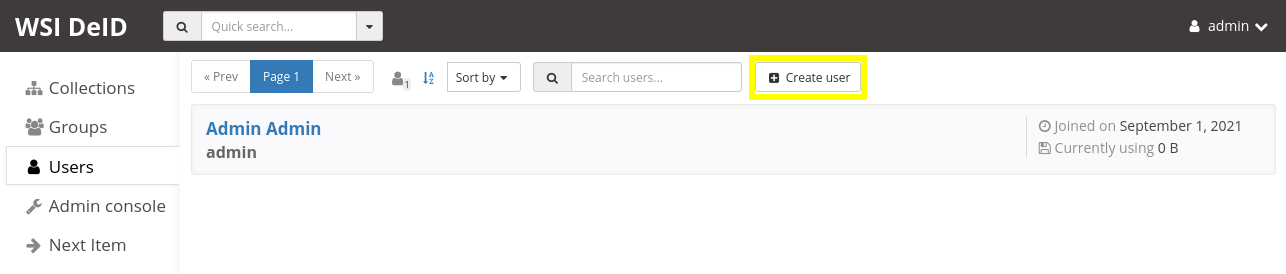 WSI DeID
Quick search...
admin
Collections
Groups
Users
Admin console
Next Item
« Prev
Page 1
Next »
1
Sort by
Search users...
Create user
Admin Admin
admin
Joined on September 1, 2021
Currently using 0 B